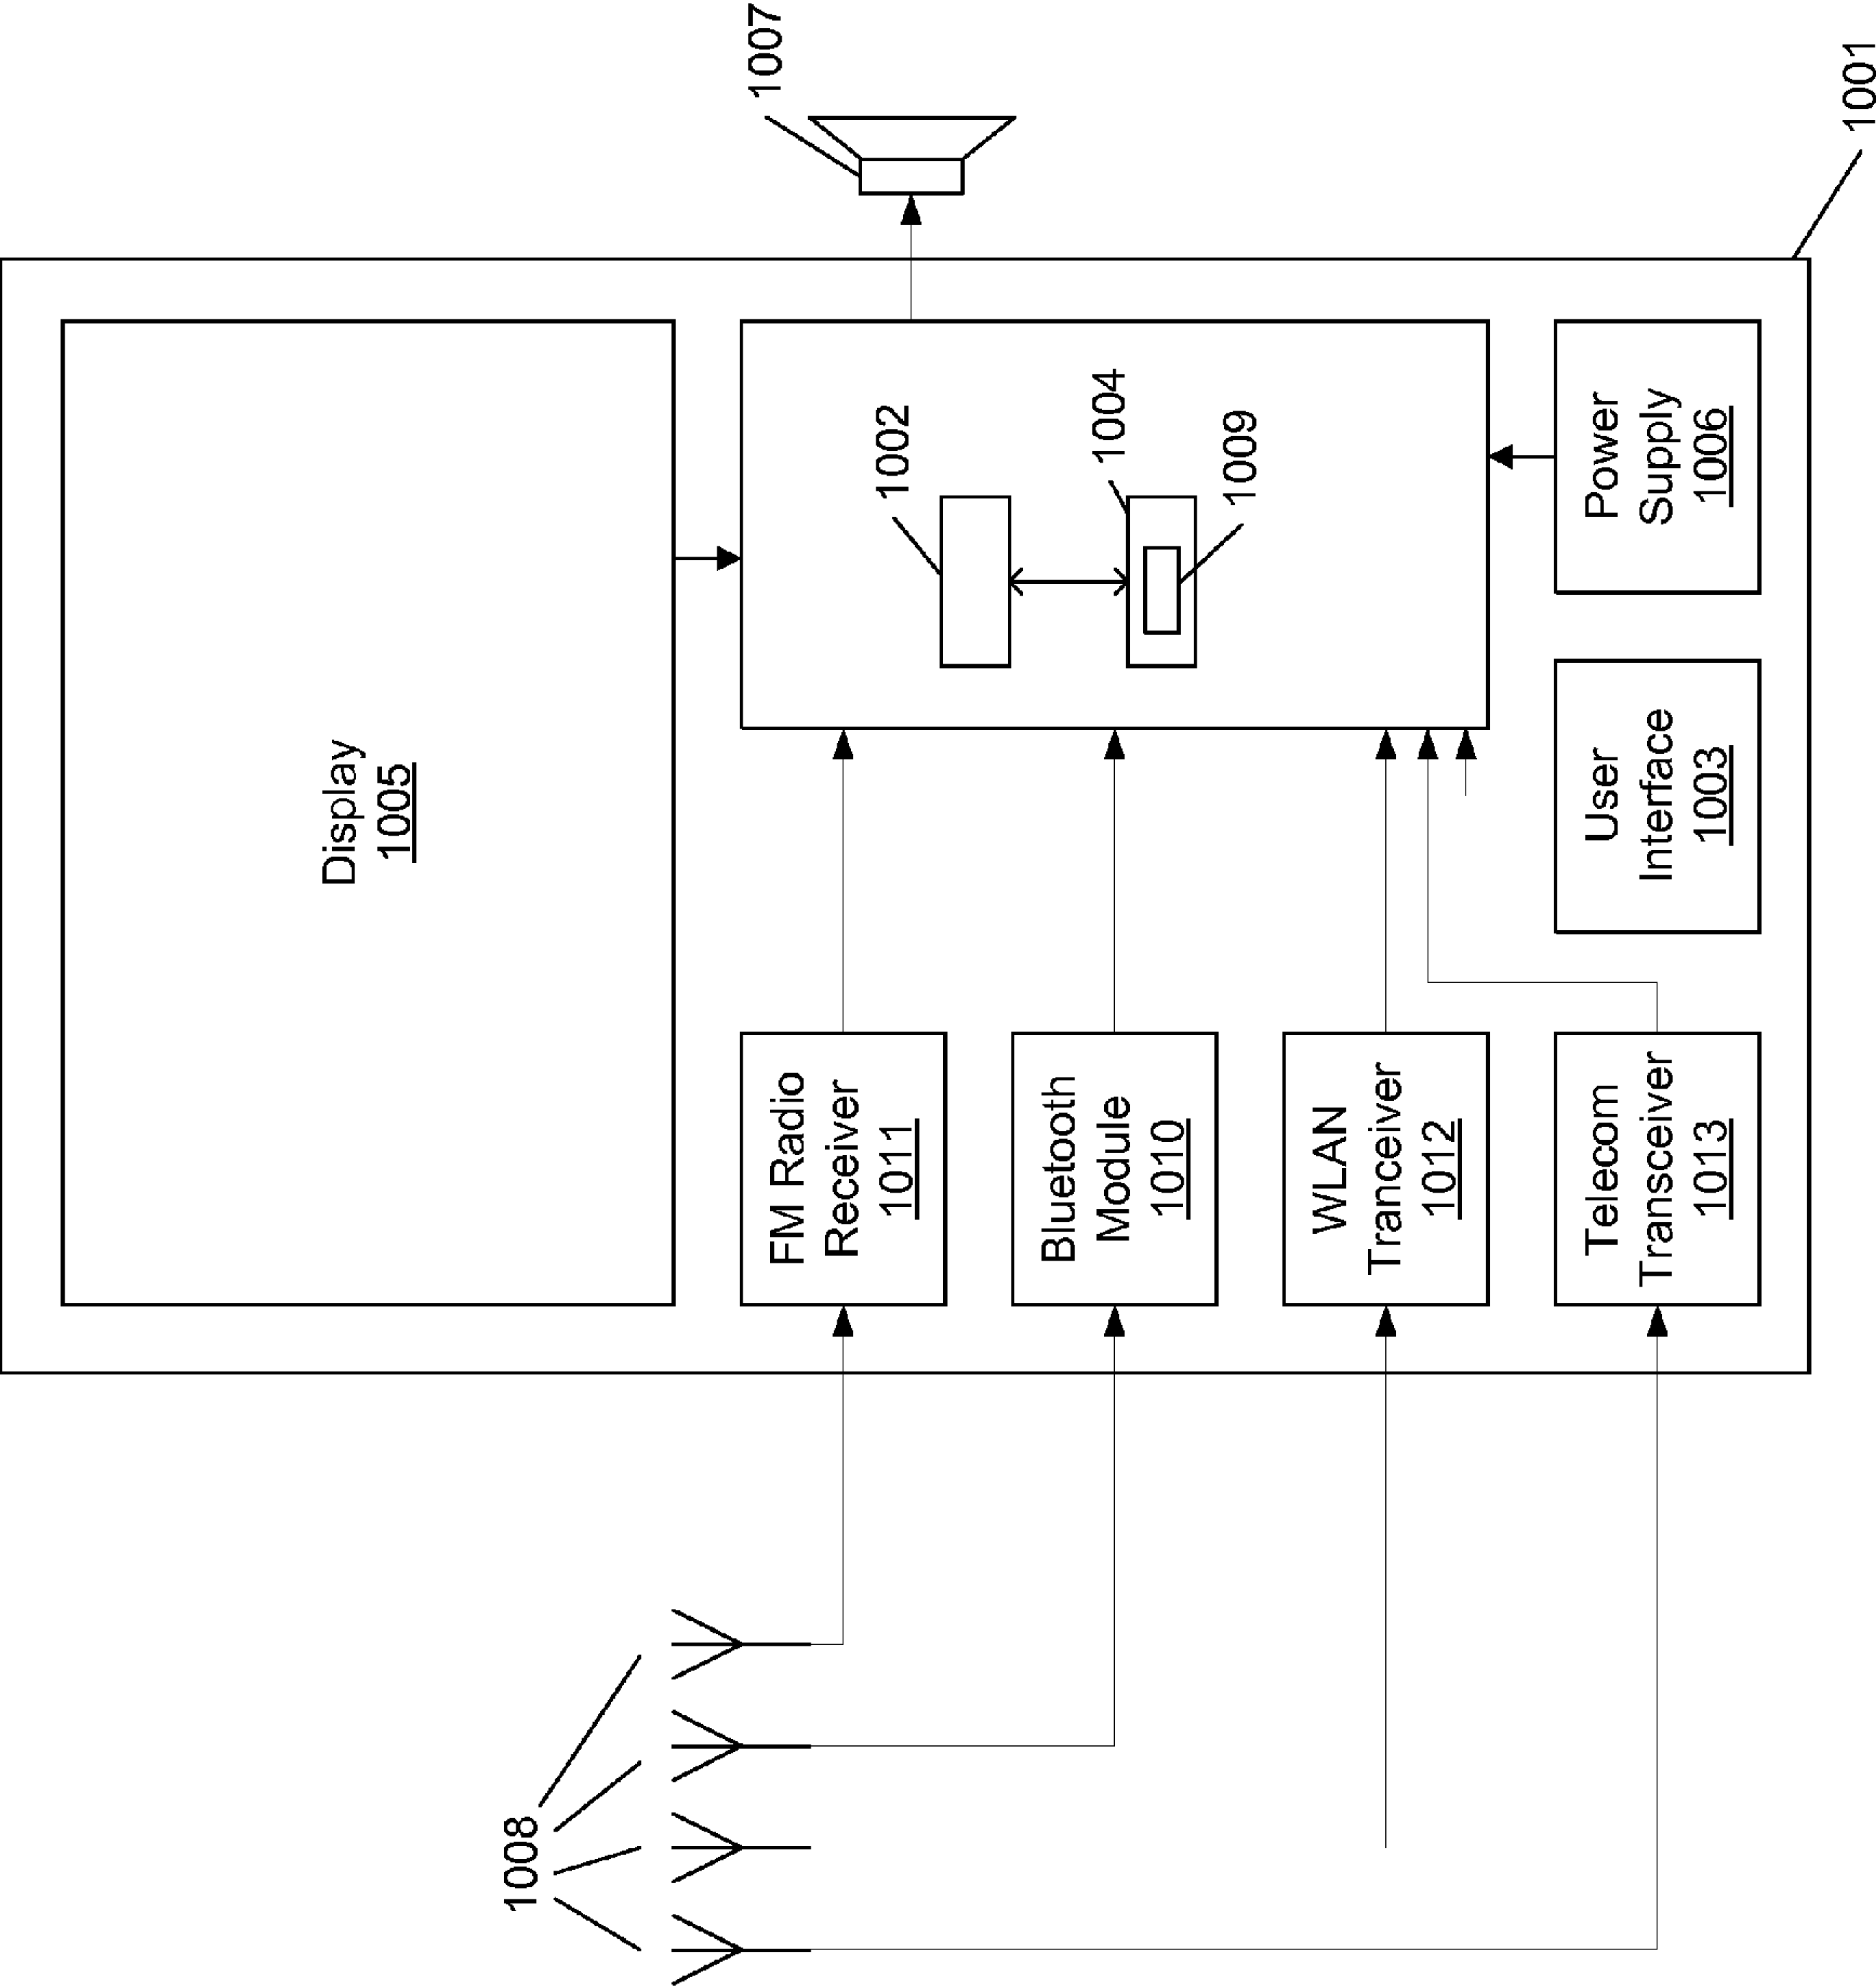 Display
1005
1008
FM Radio
Receiver
1011
1002
1007
Bluetooth
Module
1010
1004
1009
WLAN
Tranceiver
1012
Telecom
Transceiver
1013
User
Interface
1003
Power
Supply
1006
1001